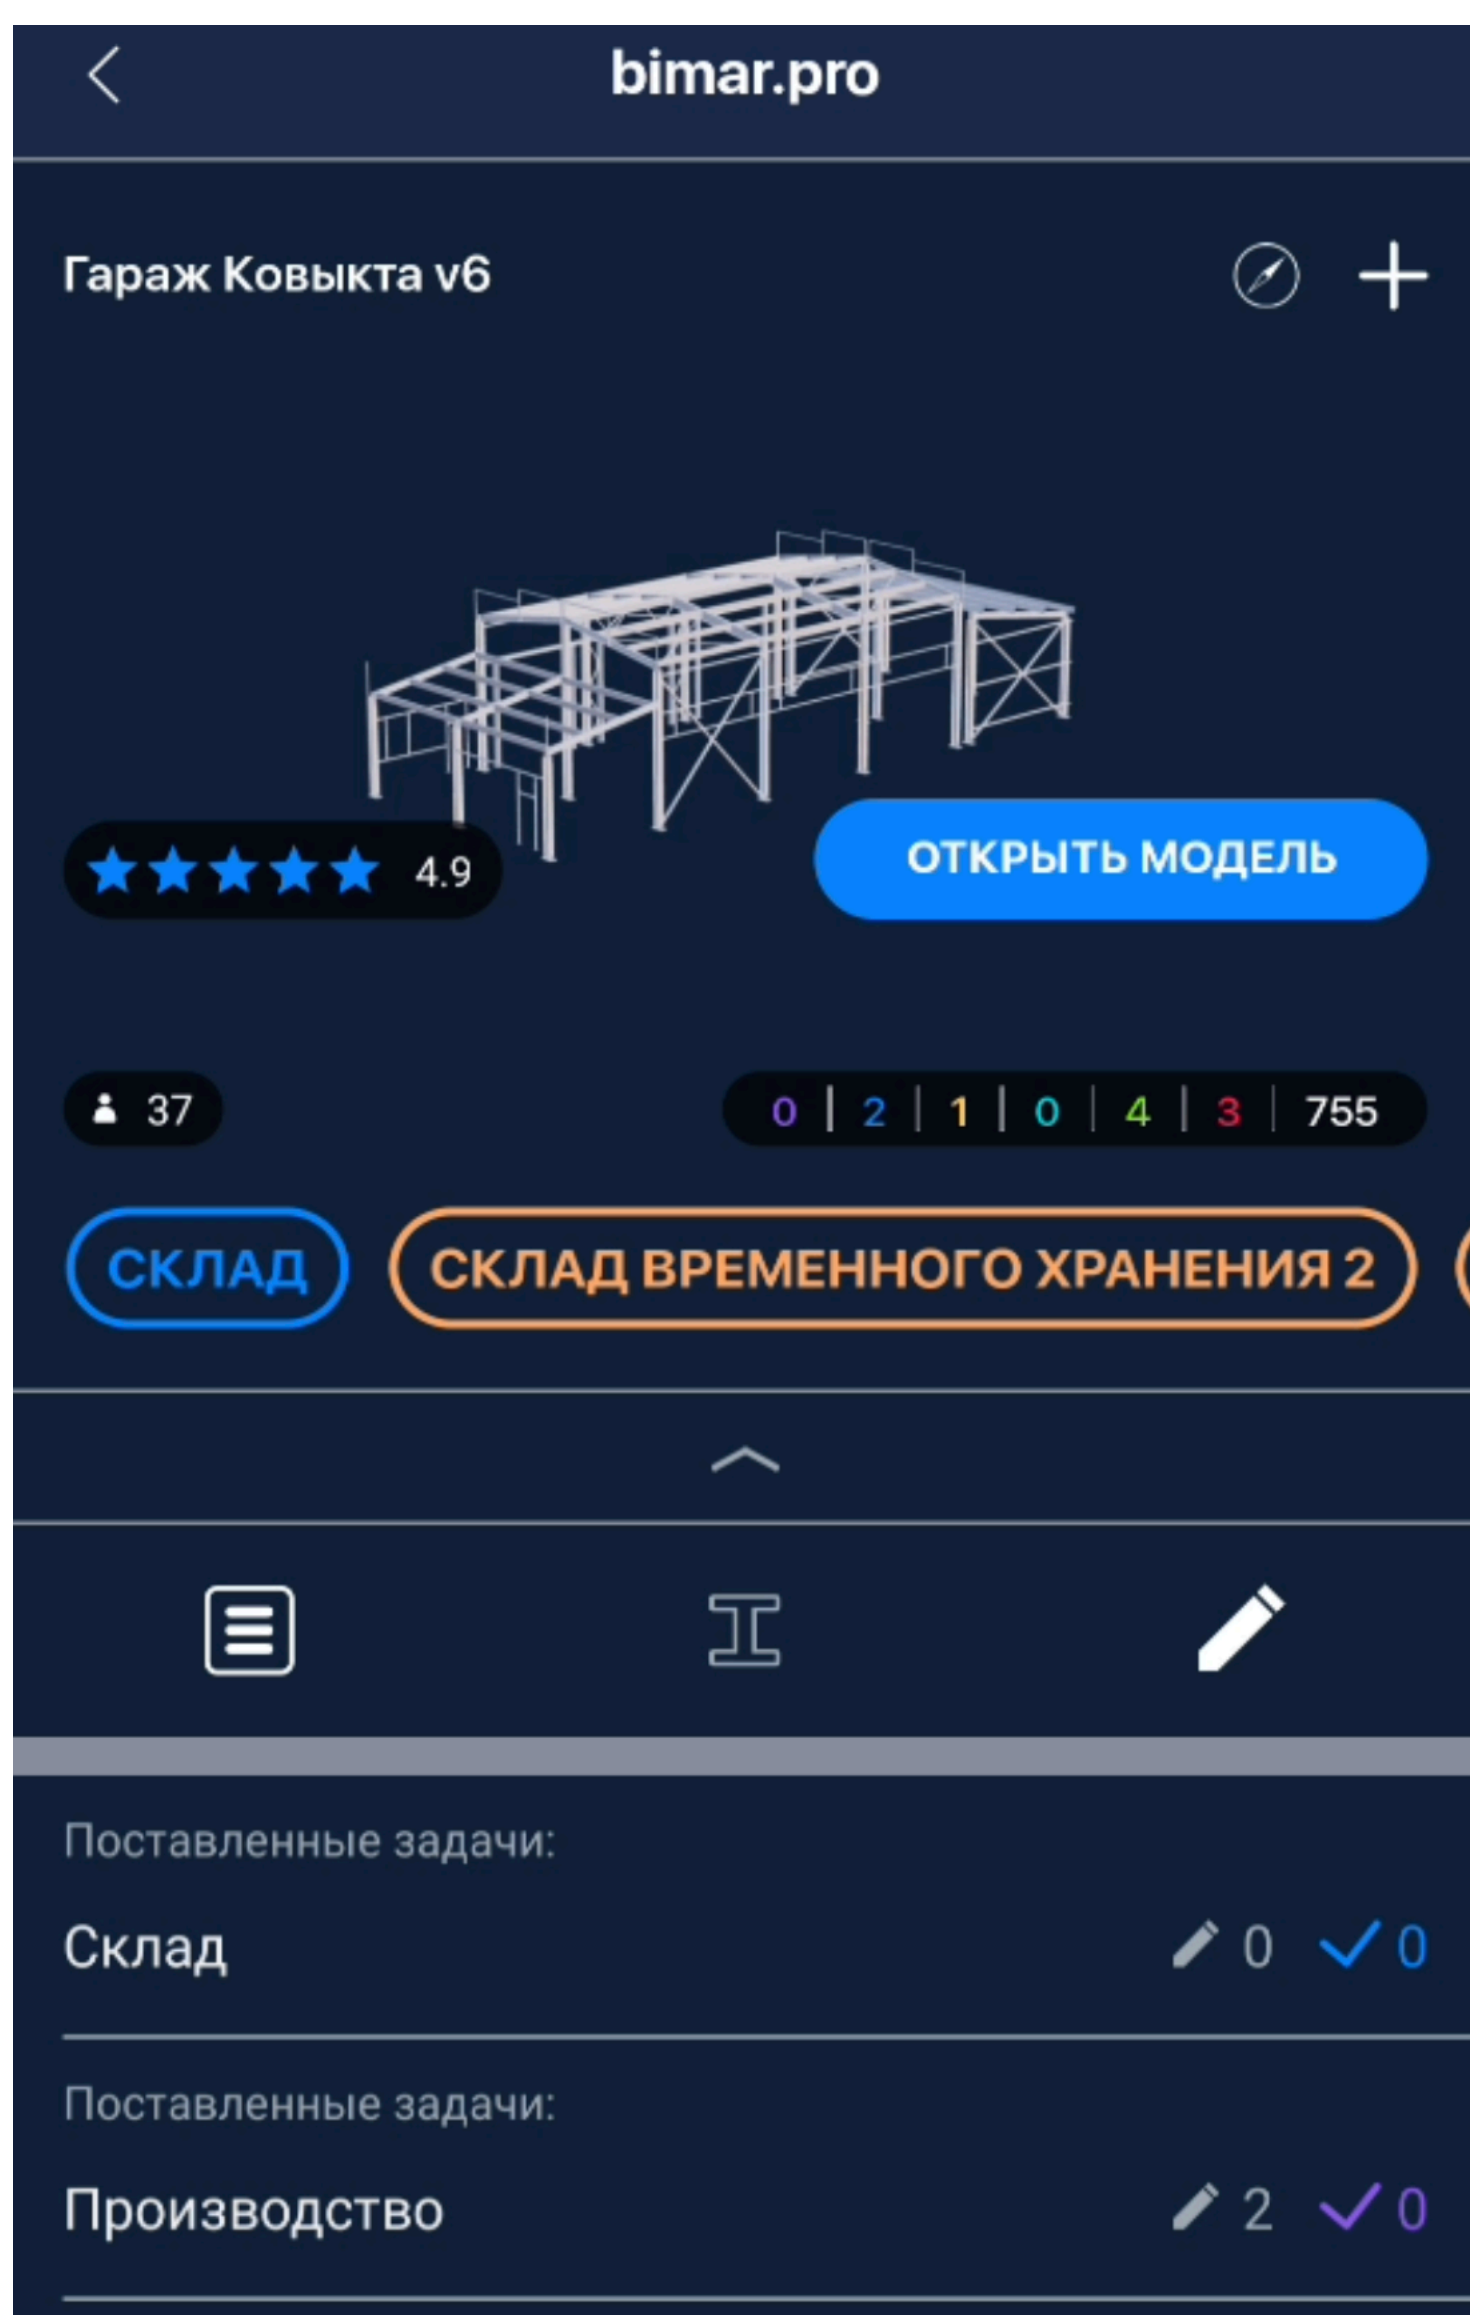 bimar.pro
Гараж Ковыкта v6
4.9
ОТКРЫТЬ МОДЕЛЬ
37
0 | 2 | 1 | 0 | 4 | 3 | 755
СКЛАД
СКЛАД ВРЕМЕННОГО ХРАНЕНИЯ 2
Поставленные задачи:
Склад 0 0
Поставленные задачи:
Производство 2 0